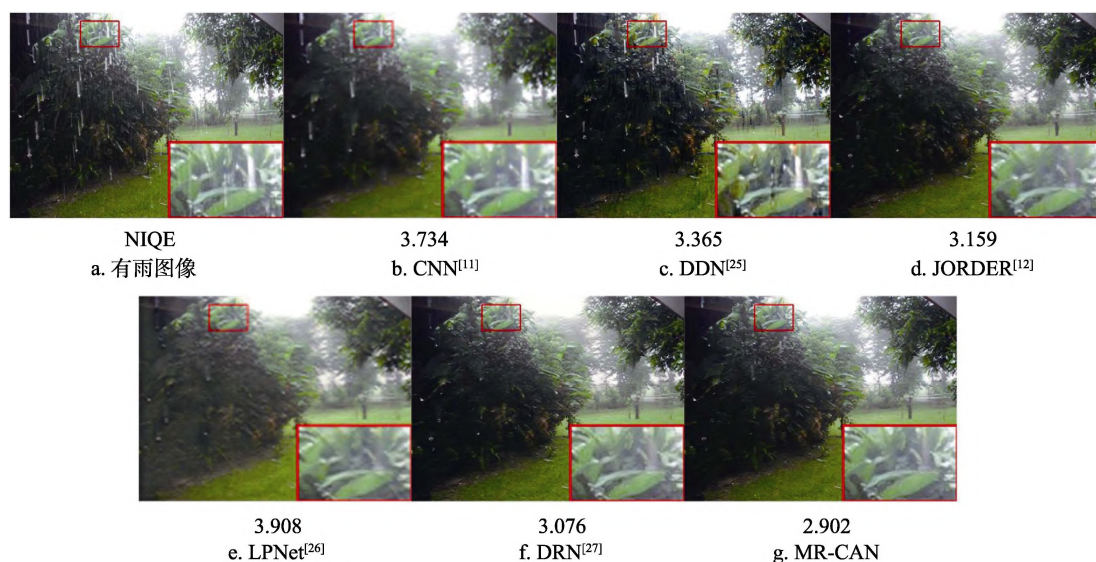 NIQE 3.734 3.365 3.159
a. 有雨图像 b. CNN[11] c. DDN[25] d. JORDER[12]
3.908 3.076 2.902
e. LPNet[26] f. DRN[27] g. MR-CAN